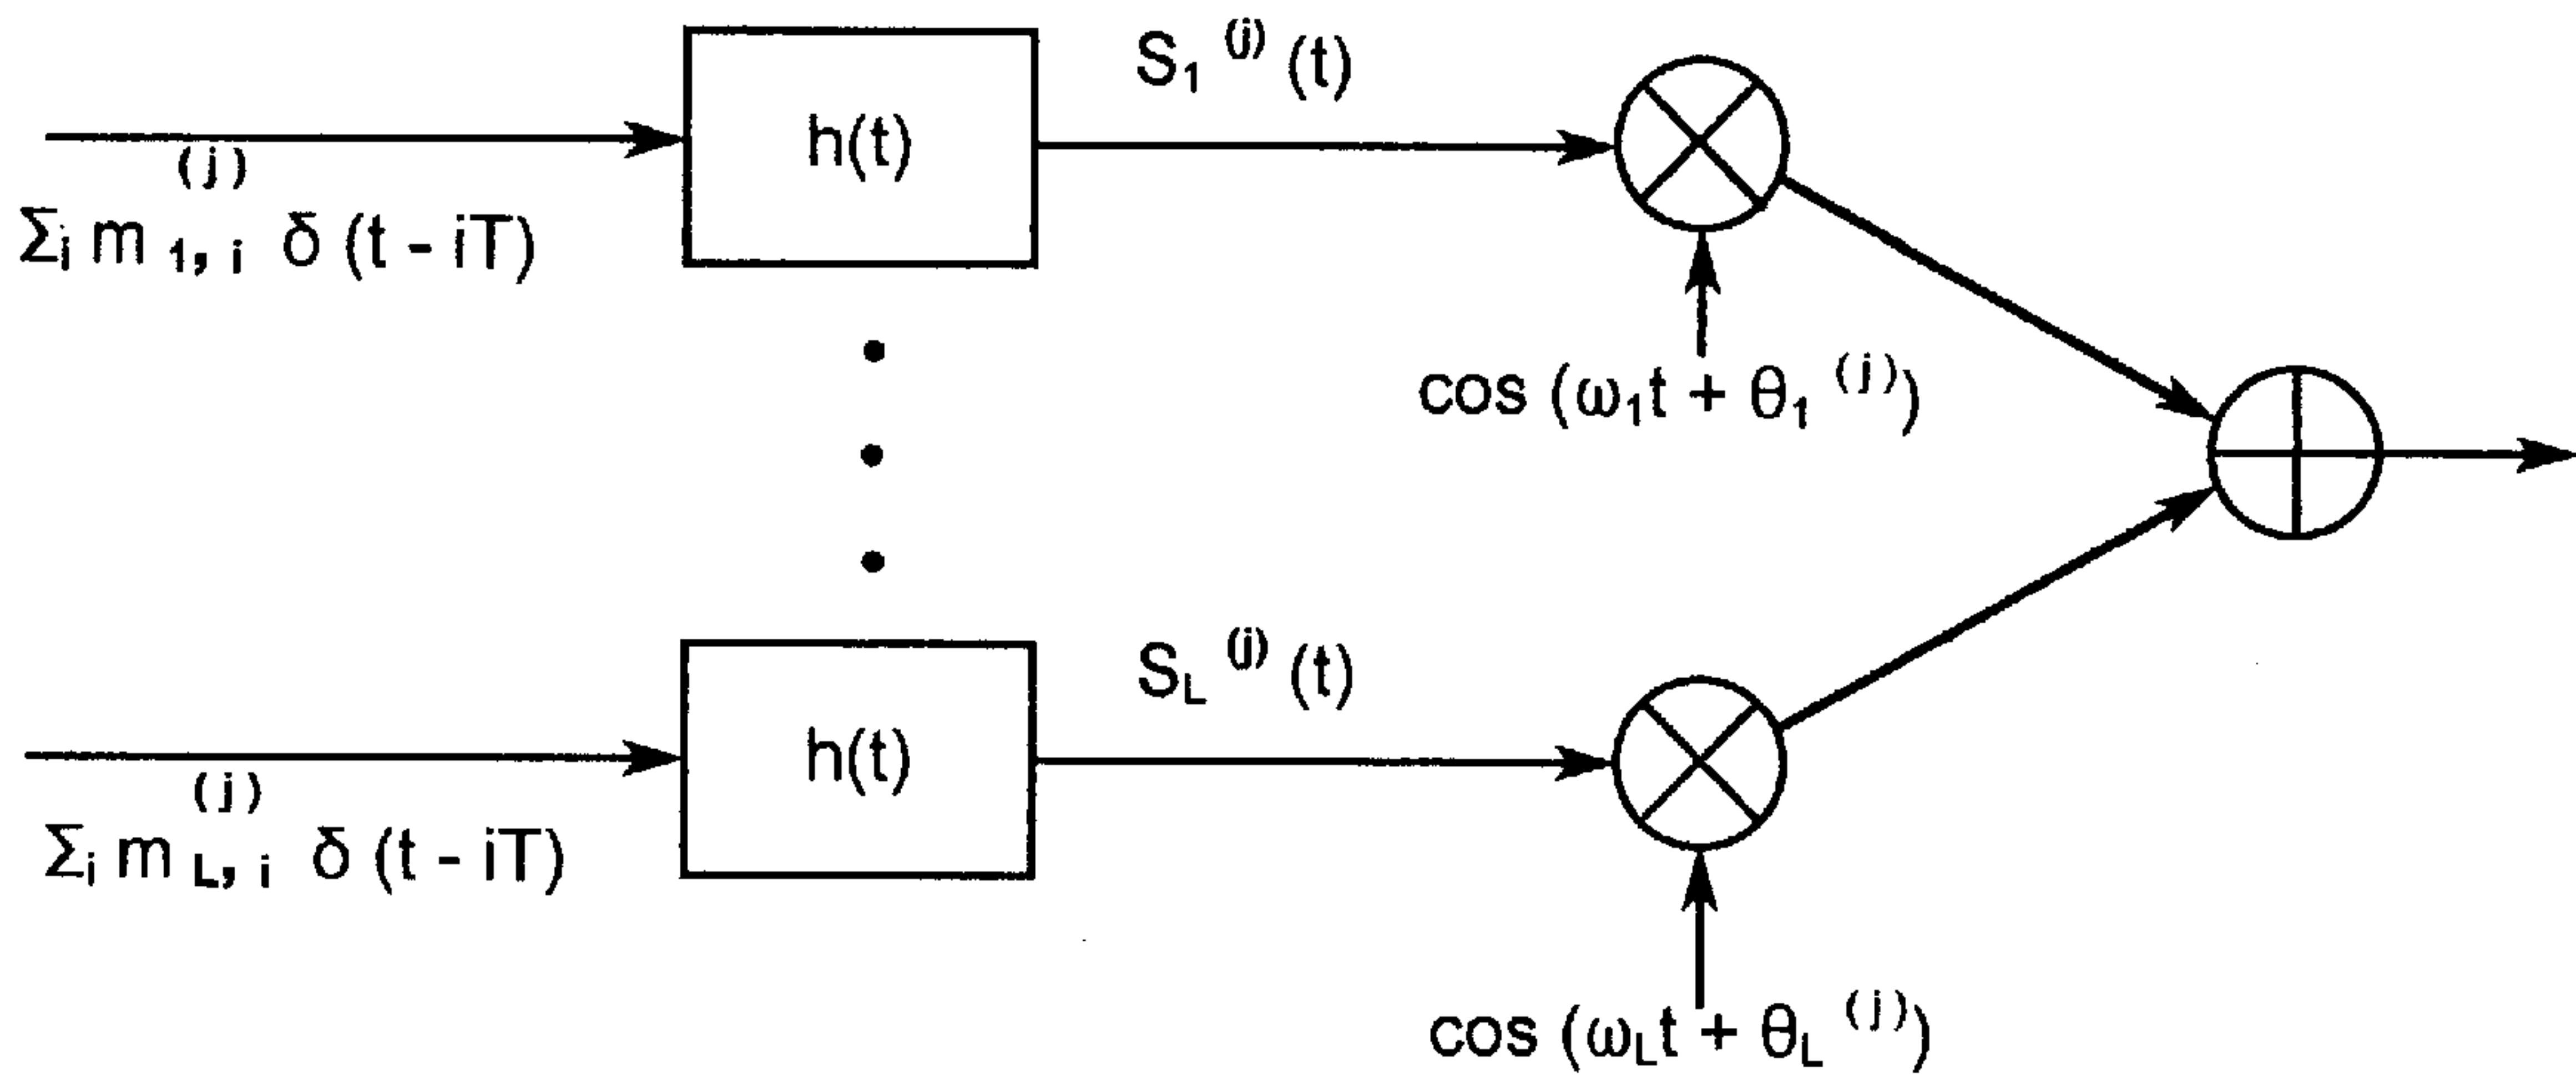 S₁ ⁽ʲ⁾ (t)
h(t)
(j)
Σᵢ m ₁, ᵢ δ (t - iT)
cos (ω₁t + θ₁ ⁽ʲ⁾)
S_L ⁽ʲ⁾ (t)
h(t)
(j)
Σᵢ m _L, ᵢ δ (t - iT)
cos (ω_Lt + θ_L ⁽ʲ⁾)